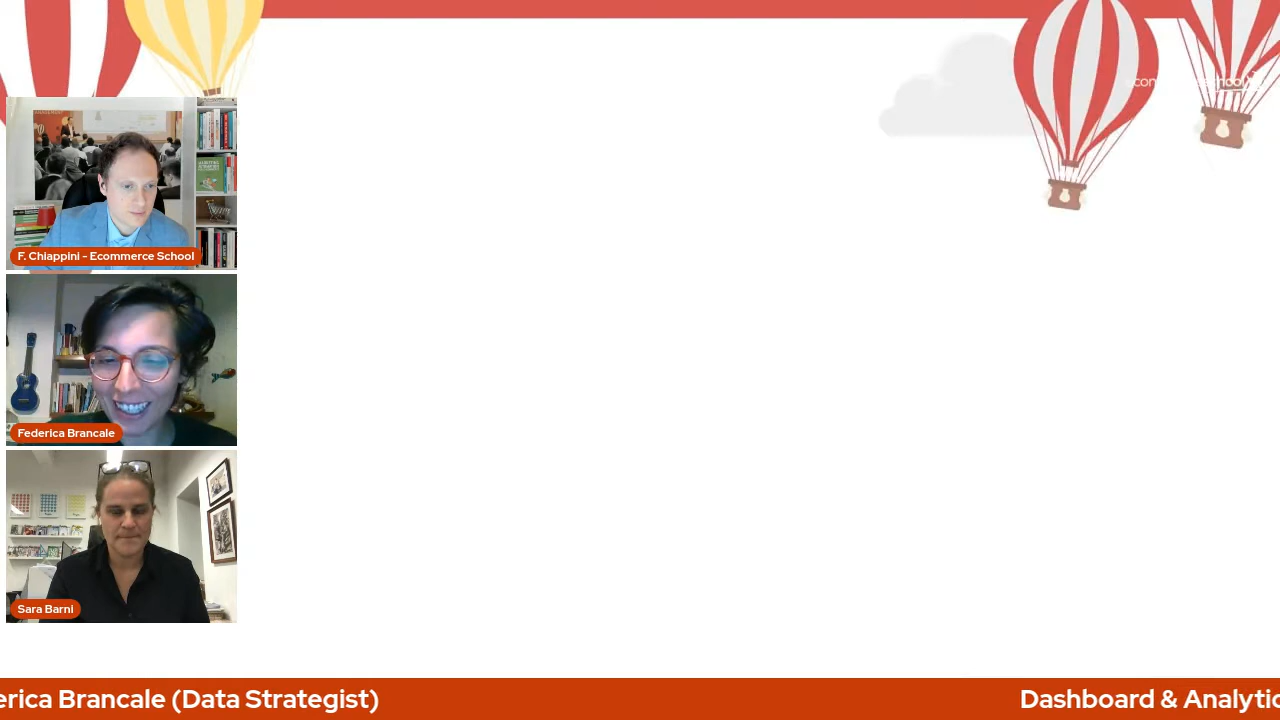 F. Chiappini - Ecommerce School
Federica Brancale
Sara Barni
erica Brancale (Data Strategist)
Dashboard & Analytic